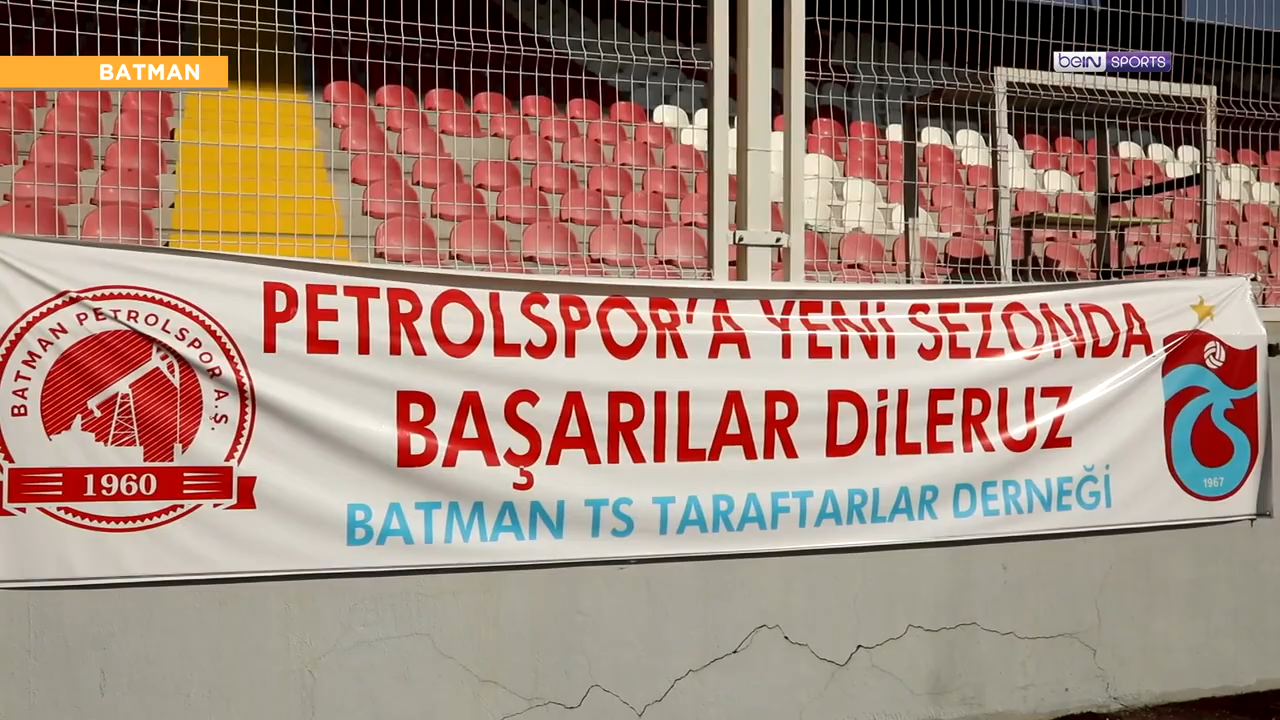 BATMAN
beIN SPORTS
PETROLSPOR'A YENİ SEZONDA
BAŞARILAR DİLERUZ
BATMAN TS TARAFTARLAR DERNEĞİ
BATMAN PETROLSPOR A.Ş.
1960
1967